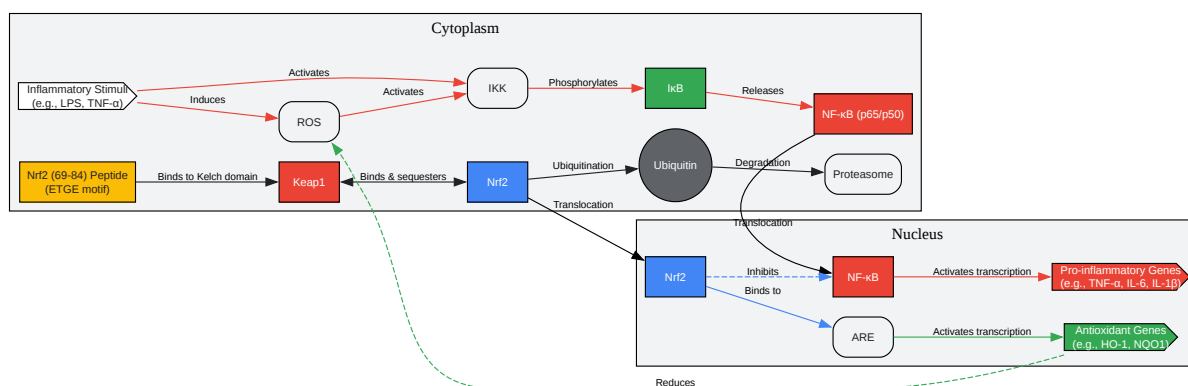 Cytoplasm
Inflammatory Stimuli
(e.g., LPS, TNF-α)
Activates
Induces
ROS
Activates
IKK
Phosphorylates
IκB
Releases
NF-κB (p65/p50)
Nrf2 (69-84) Peptide
(ETGE motif)
Binds to Kelch domain
Keap1
Binds & sequesters
Nrf2
Ubiquitination
Ubiquitin
Degradation
Proteasome
Translocation
Translocation
Nucleus
Nrf2
Inhibits
NF-κB
Activates transcription
Pro-inflammatory Genes
(e.g., TNF-α, IL-6, IL-1β)
Binds to
ARE
Activates transcription
Antioxidant Genes
(e.g., HO-1, NQO1)
Reduces